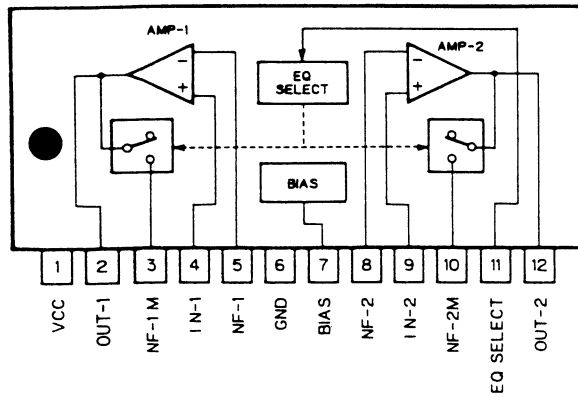 AMP-1
AMP-2
−
+
EQ
SELECT
−
+
BIAS
1 2 3 4 5 6 7 8 9 10 11 12
VCC
OUT-1
NF-1M
IN-1
NF-1
GND
BIAS
NF-2
IN-2
NF-2M
EQ SELECT
OUT-2